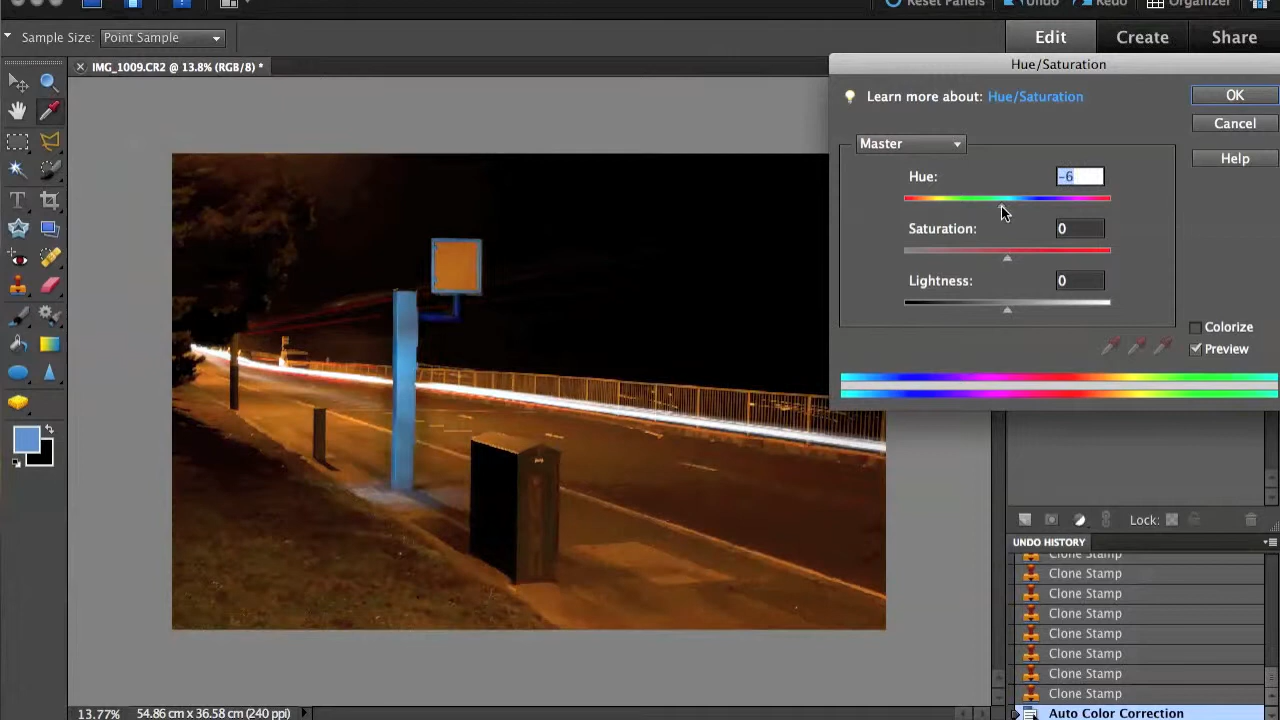 Reset Panels Undo Redo Organizer
Sample Size: Point Sample
Edit Create Share
IMG_1009.CR2 @ 13.8% (RGB/8) *
Hue/Saturation
Learn more about: Hue/Saturation
OK
Cancel
Help
Master
Hue: -6
Saturation: 0
Lightness: 0
Colorize
Preview
Lock:
UNDO HISTORY
Clone Stamp
Clone Stamp
Clone Stamp
Clone Stamp
Clone Stamp
Clone Stamp
Clone Stamp
Clone Stamp
Auto Color Correction
13.77% 54.86 cm x 36.58 cm (240 ppi)